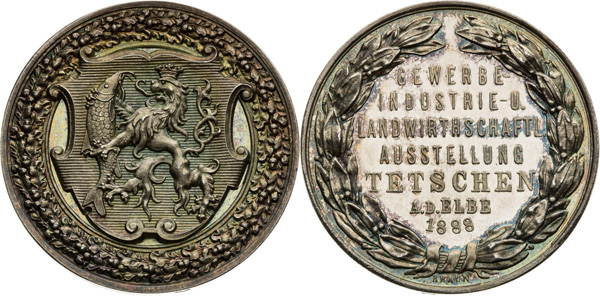 GEWERBE
INDUSTRIE-U.
LANDWIRTHSCHAFTL
AUSSTELLUNG
TETSCHEN
A.D.ELBE
1888